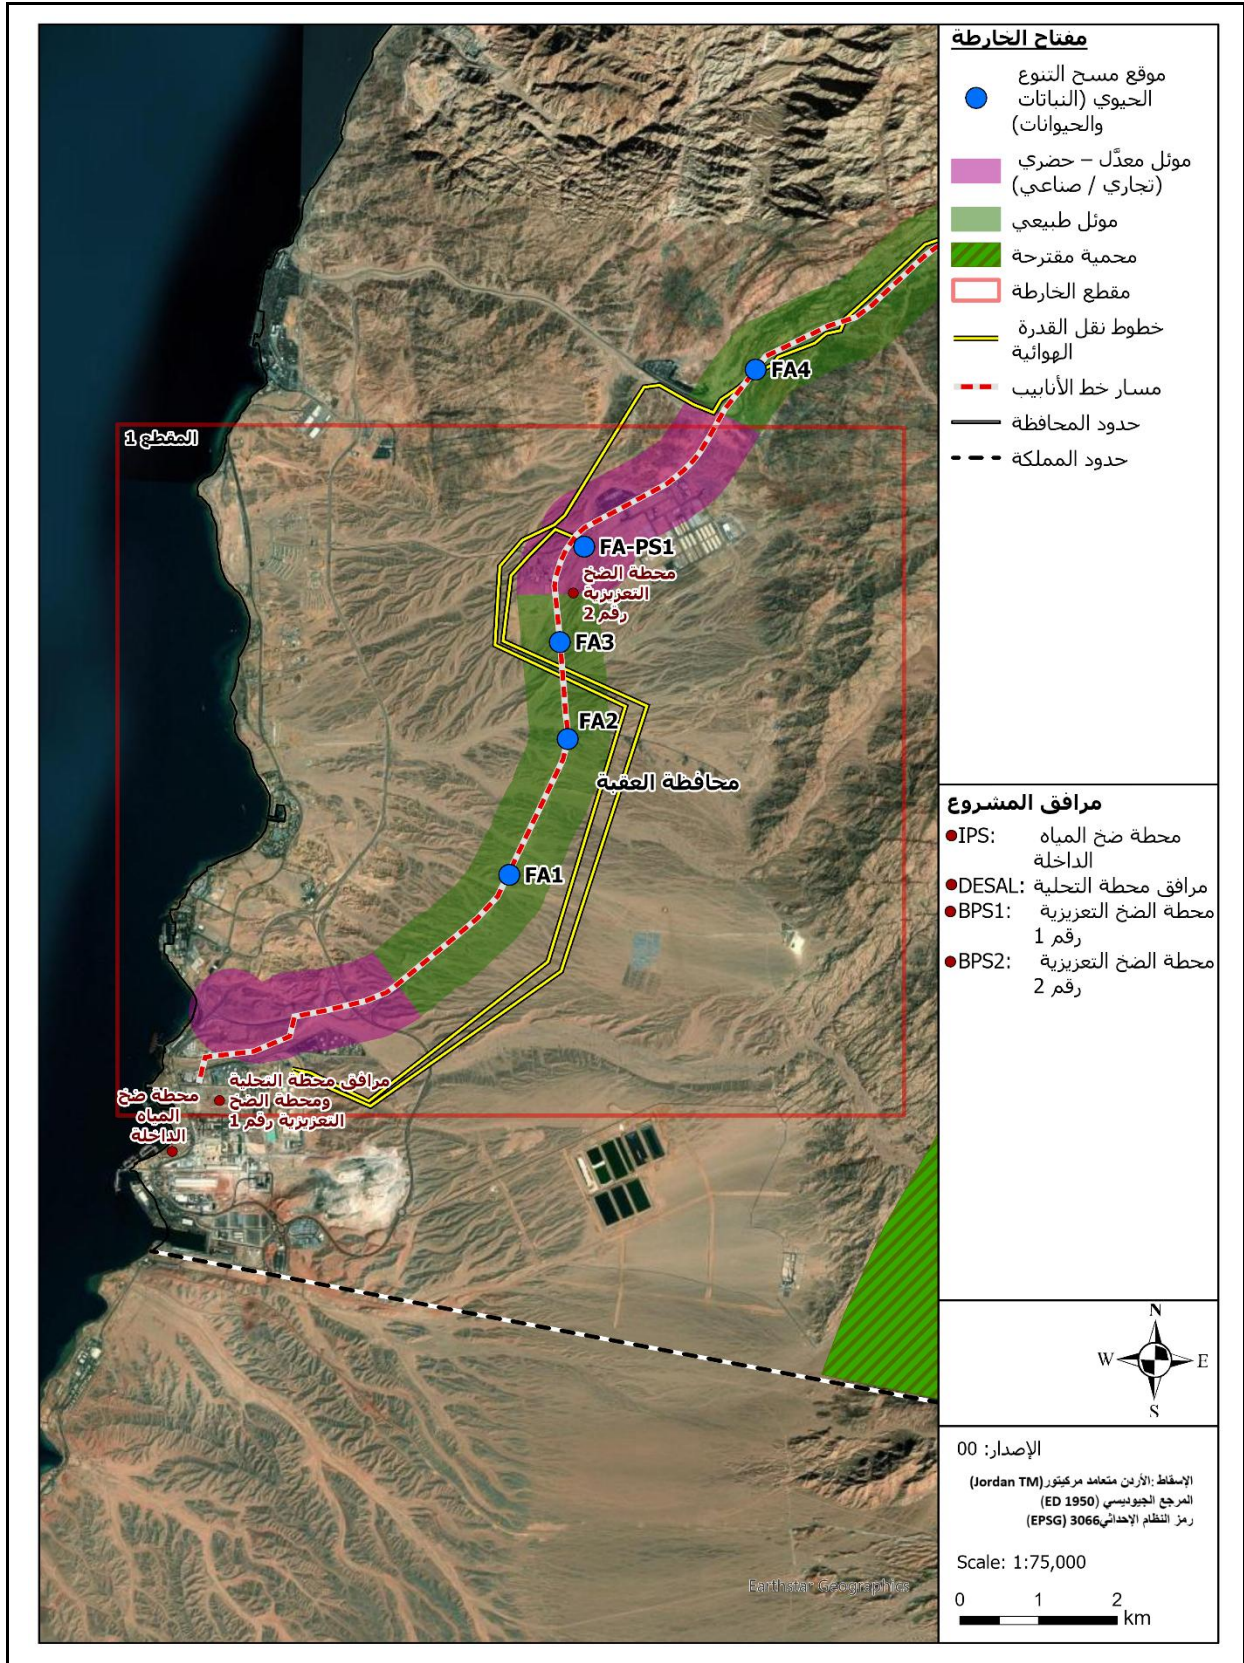 مفتاح الخارطة
موقع مسح التنوع
الحيوي (النباتات
والحيوانات)
موئل معدَّل – حضري
(تجاري / صناعي)
موئل طبيعي
محمية مقترحة
مقطع الخارطة
خطوط نقل القدرة
الهوائية
مسار خط الأنابيب
حدود المحافظة
حدود المملكة
المقطع 1
FA4
FA-PS1
محطة الضخ
التعزيزية
رقم 2
FA3
FA2
محافظة العقبة
FA1
مرافق محطة التحلية
ومحطة الضخ
التعزيزية رقم 1
محطة ضخ
المياه
الداخلة
مرافق المشروع
IPS: محطة ضخ المياه
الداخلة
DESAL: مرافق محطة التحلية
BPS1: محطة الضخ التعزيزية
رقم 1
BPS2: محطة الضخ التعزيزية
رقم 2
N
W E
S
الإصدار: 00
الإسقاط :الأردن متعامد مركيتور(Jordan TM)
المرجع الجيوديسي (ED 1950)
رمز النظام الإحداثي3066 (EPSG)
Scale: 1:75,000
0 1 2
km
Earthstar Geographics